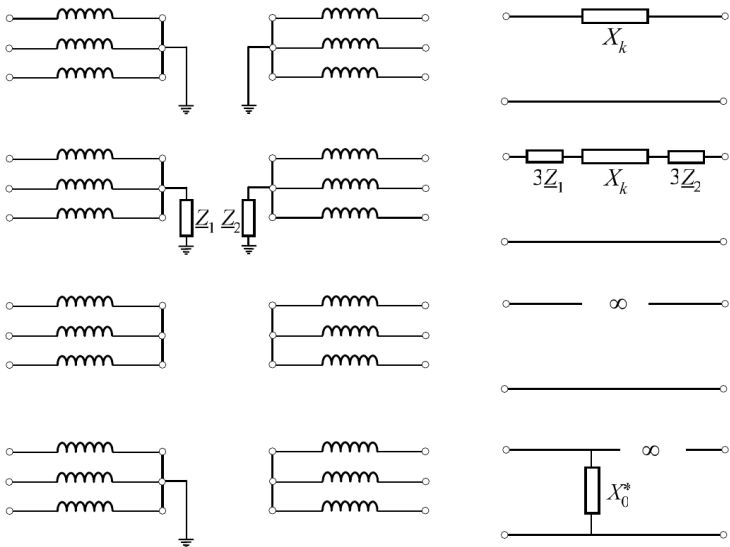 X_k
Z_1 Z_2
3Z_1 X_k 3Z_2
∞
∞
X_0^*